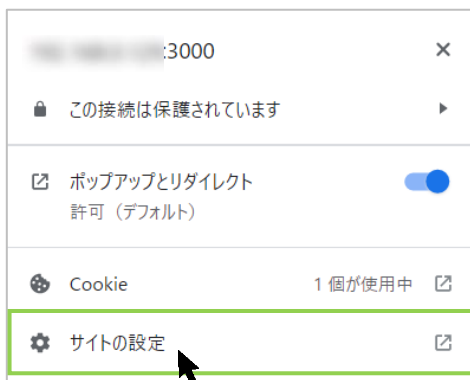 :3000
この接続は保護されています
ポップアップとリダイレクト
許可（デフォルト）
Cookie 1 個が使用中
サイトの設定